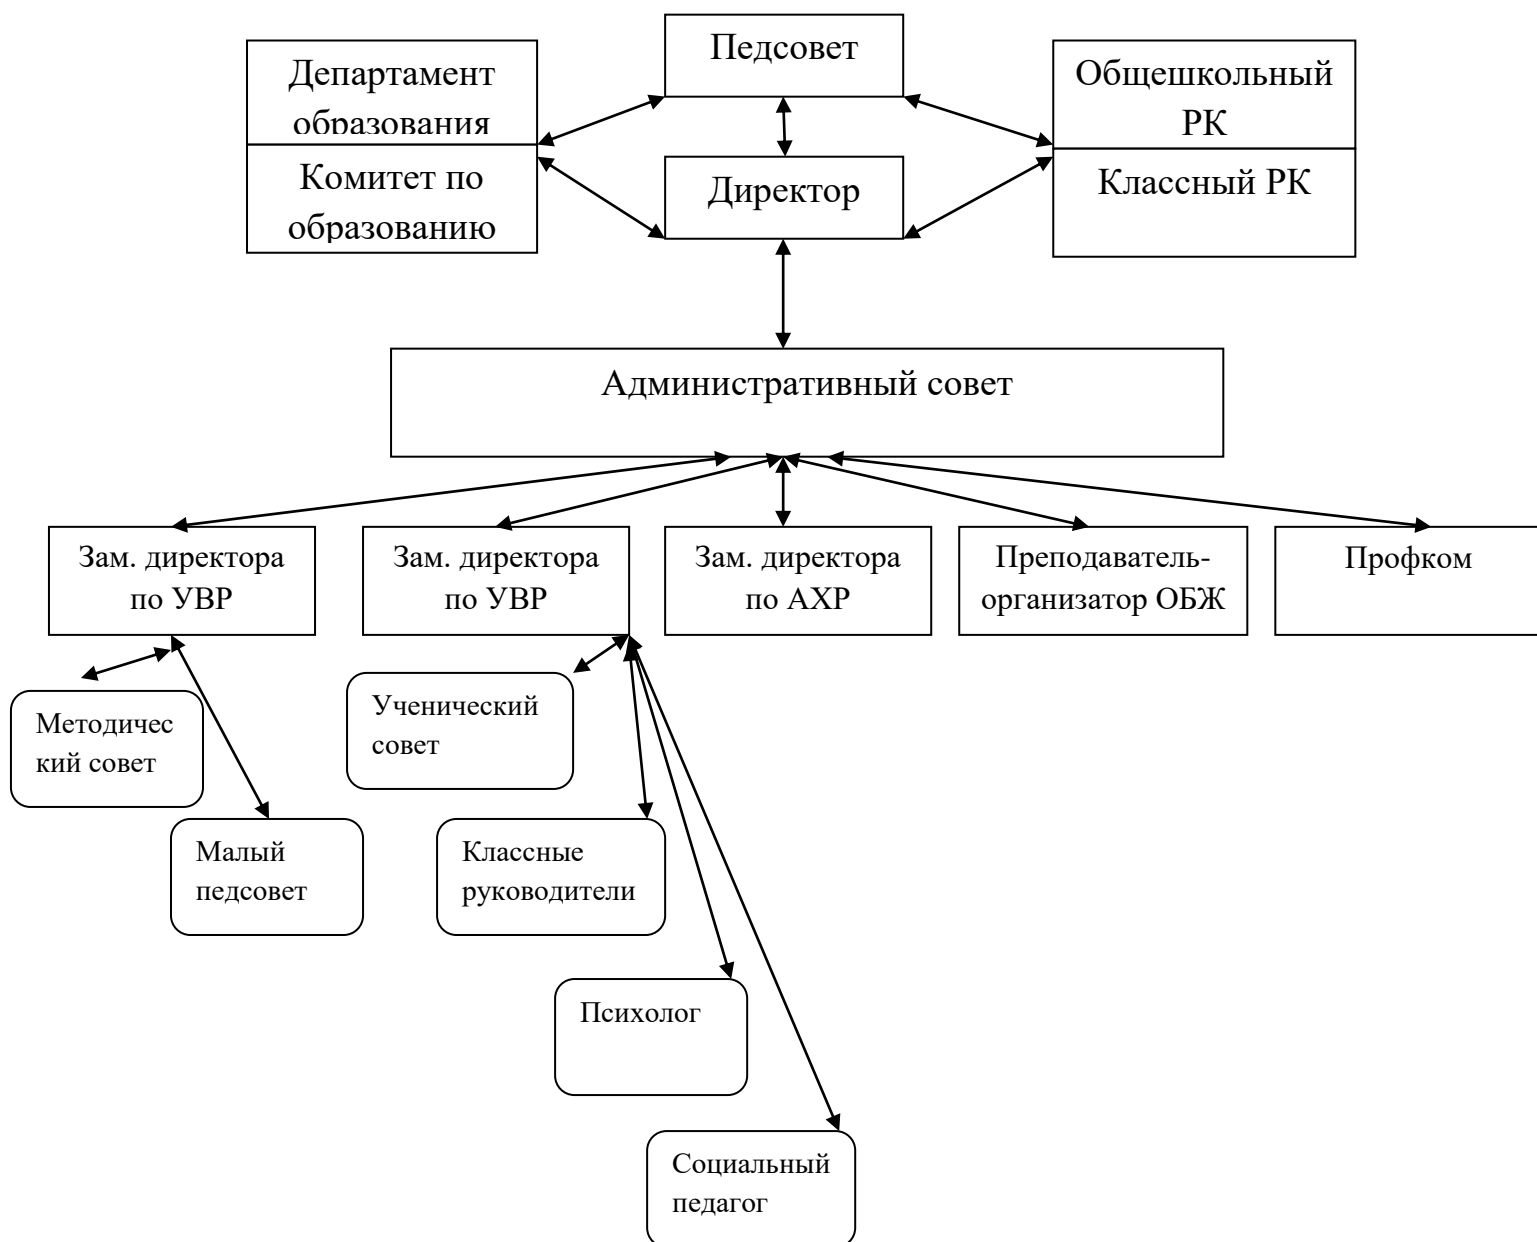 Педсовет
Департамент
образования
Общешкольный
РК
Комитет по
образованию
Директор
Классный РК
Административный совет
Зам. директора
по УВР
Зам. директора
по УВР
Зам. директора
по АХР
Преподаватель-
организатор ОБЖ
Профком
Методичес
кий совет
Ученический
совет
Малый
педсовет
Классные
руководители
Психолог
Социальный
педагог